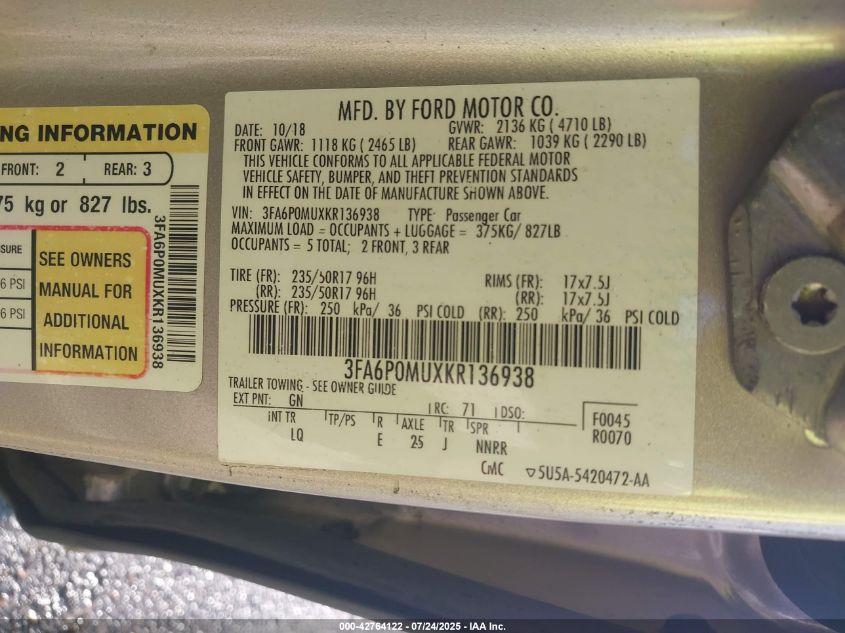 NG INFORMATION
FRONT: 2 REAR: 3
75 kg or 827 lbs.
SURE
6 PSI
6 PSI
SEE OWNERS
MANUAL FOR
ADDITIONAL
INFORMATION
3FA6P0MUXKR136938
MFD. BY FORD MOTOR CO.
DATE: 10/18 GVWR: 2136 KG ( 4710 LB)
FRONT GAWR: 1118 KG ( 2465 LB) REAR GAWR: 1039 KG ( 2290 LB)
THIS VEHICLE CONFORMS TO ALL APPLICABLE FEDERAL MOTOR
VEHICLE SAFETY, BUMPER, AND THEFT PREVENTION STANDARDS
IN EFFECT ON THE DATE OF MANUFACTURE SHOWN ABOVE.
VIN: 3FA6P0MUXKR136938 TYPE: Passenger Car
MAXIMUM LOAD = OCCUPANTS + LUGGAGE = 375KG/ 827LB
OCCUPANTS = 5 TOTAL; 2 FRONT, 3 REAR
TIRE (FR): 235/50R17 96H RIMS (FR): 17x7.5J
(RR): 235/50R17 96H (RR): 17x7.5J
PRESSURE (FR): 250 kPa/ 36 PSI COLD (RR): 250 kPa/ 36 PSI COLD
3FA6P0MUXKR136938
TRAILER TOWING - SEE OWNER GUIDE
EXT PNT: GN RC: 71 DSO: F0045
INT TR TP/PS R AXLE TR SPR R0070
LQ E 25 J NNRR
CMC ▽5U5A-5420472-AA
000-42764122 - 07/24/2025 - IAA Inc.